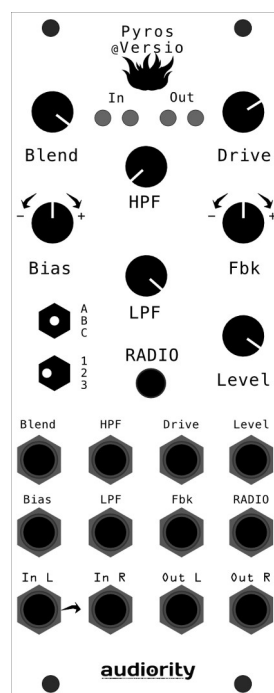 Pyros
@Versio
In Out
Blend Drive
HPF
- + - +
Bias Fbk
LPF
A
B
C
RADIO
1
2
3
Level
Blend HPF Drive Level
Bias LPF Fbk RADIO
In L In R Out L Out R
audiority